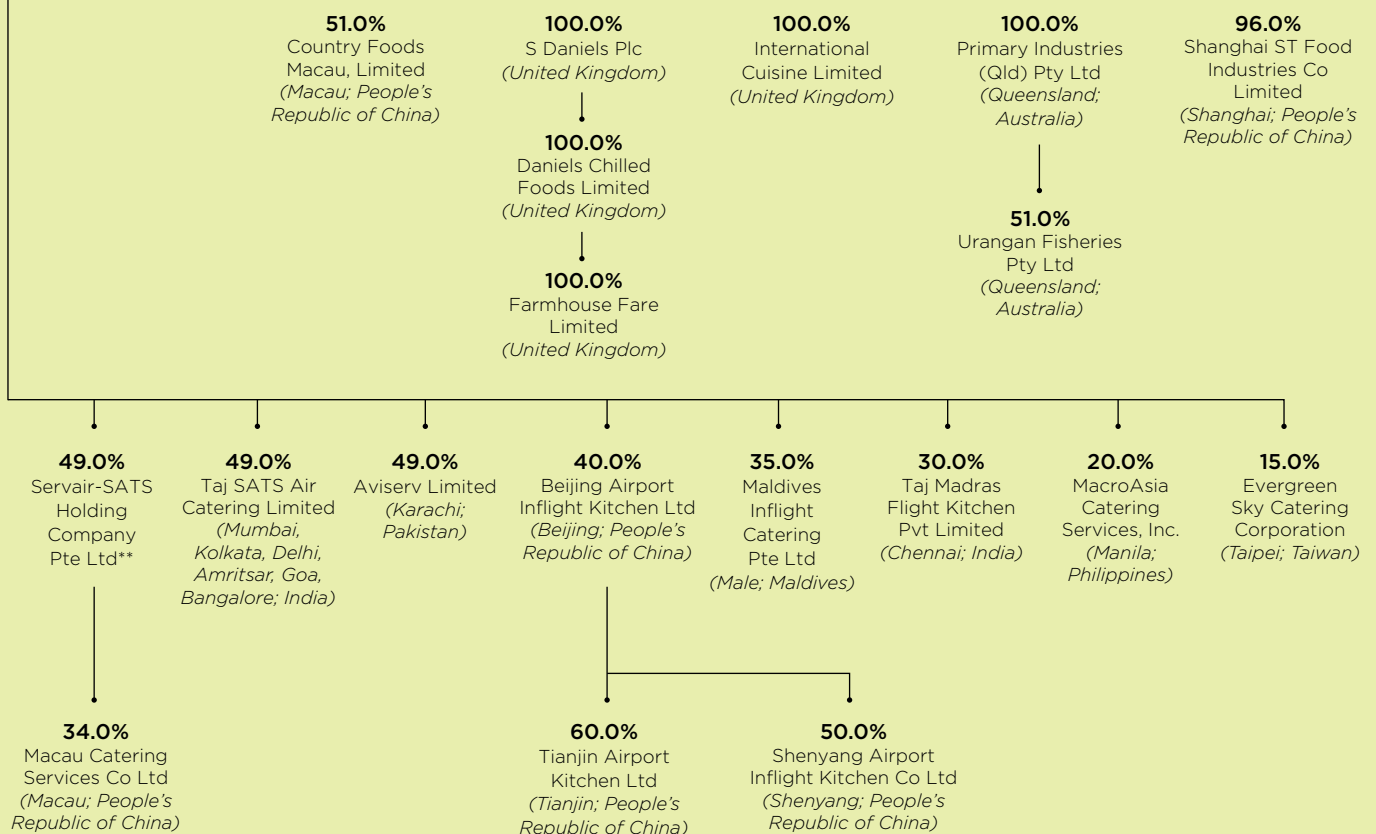 51.0%
Country Foods
Macau, Limited
(Macau; People's
Republic of China)
100.0%
S Daniels Plc
(United Kingdom)
100.0%
Daniels Chilled
Foods Limited
(United Kingdom)
100.0%
Farmhouse Fare
Limited
(United Kingdom)
100.0%
International
Cuisine Limited
(United Kingdom)
100.0%
Primary Industries
(Qld) Pty Ltd
(Queensland;
Australia)
51.0%
Urangan Fisheries
Pty Ltd
(Queensland;
Australia)
96.0%
Shanghai ST Food
Industries Co
Limited
(Shanghai; People's
Republic of China)
49.0%
Servair-SATS
Holding
Company
Pte Ltd**
34.0%
Macau Catering
Services Co Ltd
(Macau; People's
Republic of China)
49.0%
Taj SATS Air
Catering Limited
(Mumbai,
Kolkata, Delhi,
Amritsar, Goa,
Bangalore; India)
49.0%
Aviserv Limited
(Karachi;
Pakistan)
40.0%
Beijing Airport
Inflight Kitchen Ltd
(Beijing; People's
Republic of China)
60.0%
Tianjin Airport
Kitchen Ltd
(Tianjin; People's
Republic of China)
50.0%
Shenyang Airport
Inflight Kitchen Co Ltd
(Shenyang; People's
Republic of China)
35.0%
Maldives
Inflight
Catering
Pte Ltd
(Male; Maldives)
30.0%
Taj Madras
Flight Kitchen
Pvt Limited
(Chennai; India)
20.0%
MacroAsia
Catering
Services, Inc.
(Manila;
Philippines)
15.0%
Evergreen
Sky Catering
Corporation
(Taipei; Taiwan)